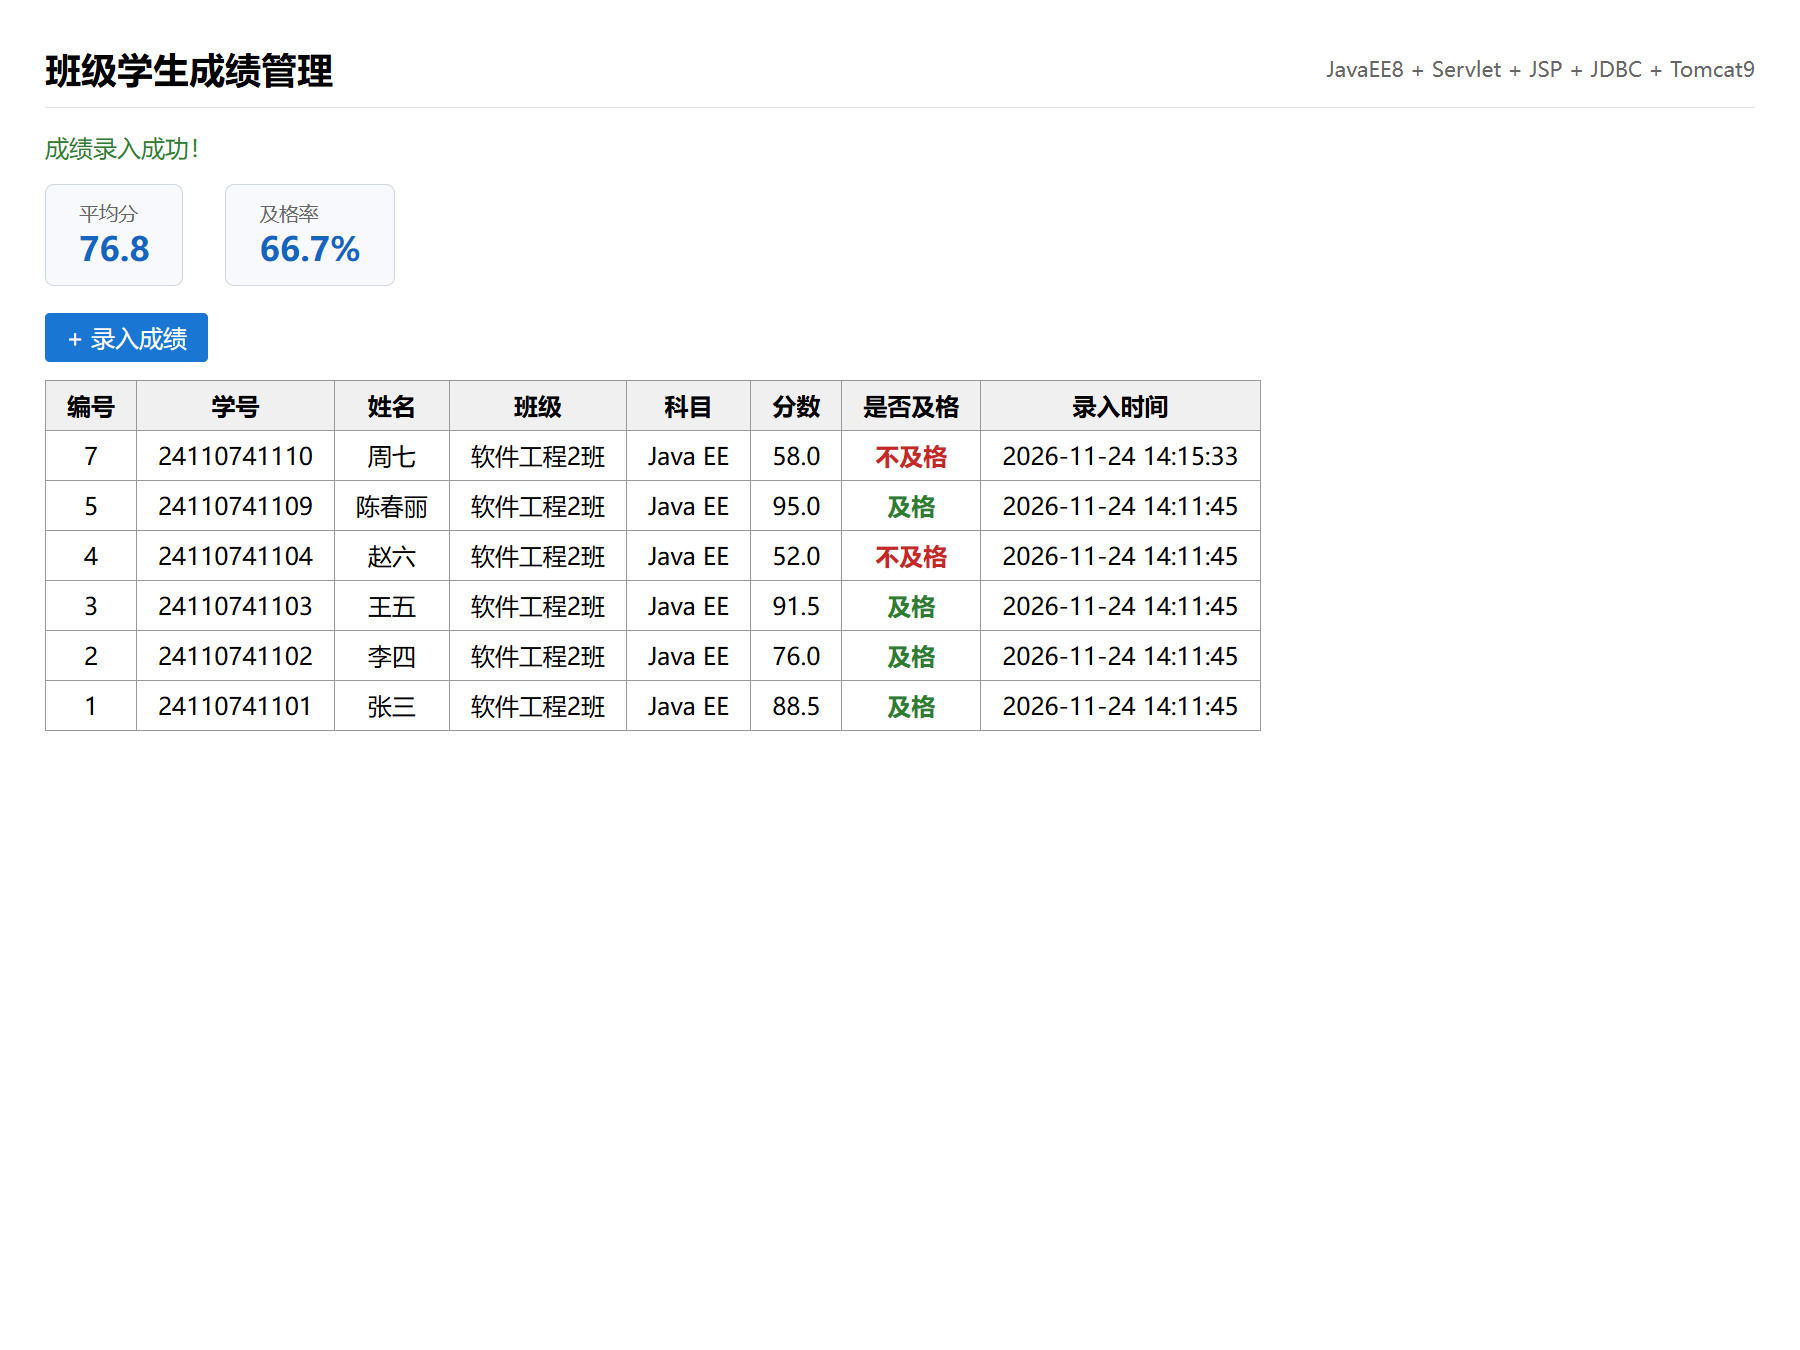 班级学生成绩管理
JavaEE8 + Servlet + JSP + JDBC + Tomcat9
成绩录入成功！
平均分 及格率
76.8 66.7%
+ 录入成绩
编号 学号 姓名 班级 科目 分数 是否及格 录入时间
7 24110741110 周七 软件工程2班 Java EE 58.0 不及格 2026-11-24 14:15:33
5 24110741109 陈春丽 软件工程2班 Java EE 95.0 及格 2026-11-24 14:11:45
4 24110741104 赵六 软件工程2班 Java EE 52.0 不及格 2026-11-24 14:11:45
3 24110741103 王五 软件工程2班 Java EE 91.5 及格 2026-11-24 14:11:45
2 24110741102 李四 软件工程2班 Java EE 76.0 及格 2026-11-24 14:11:45
1 24110741101 张三 软件工程2班 Java EE 88.5 及格 2026-11-24 14:11:45